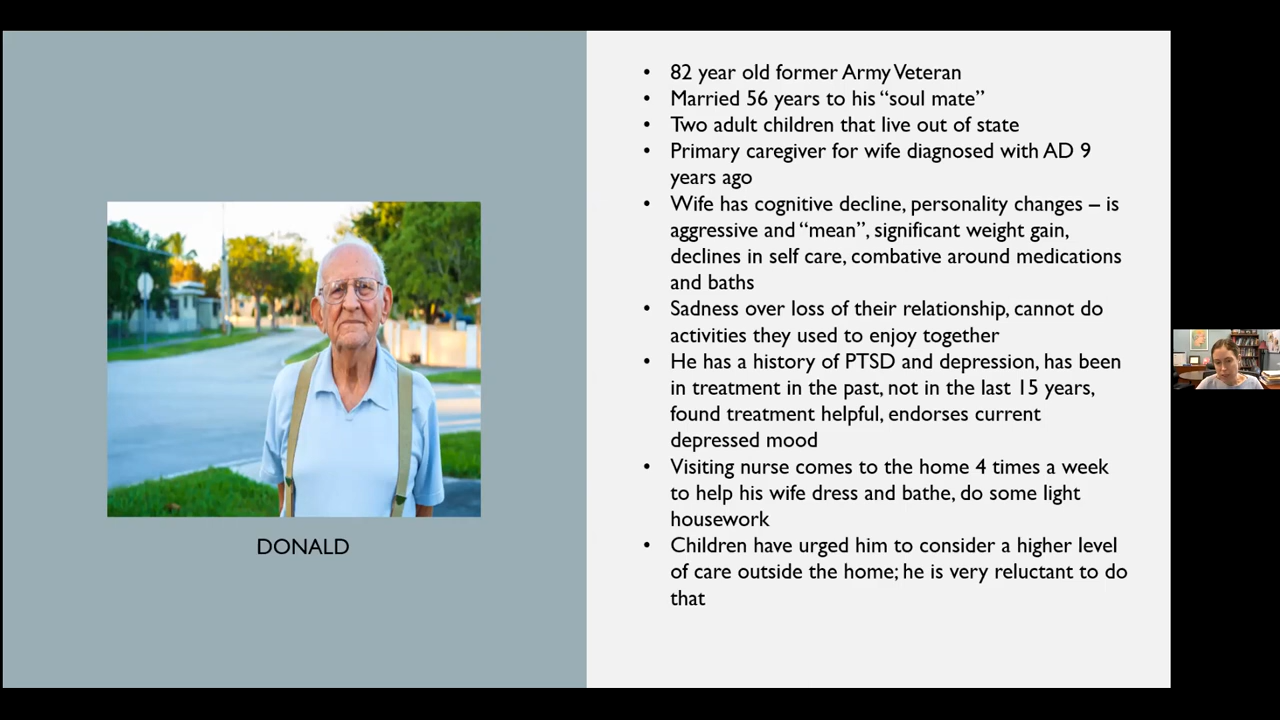 82 year old former Army Veteran
Married 56 years to his “soul mate”
Two adult children that live out of state
Primary caregiver for wife diagnosed with AD 9
years ago
Wife has cognitive decline, personality changes – is
aggressive and “mean”, significant weight gain,
declines in self care, combative around medications
and baths
Sadness over loss of their relationship, cannot do
activities they used to enjoy together
He has a history of PTSD and depression, has been
in treatment in the past, not in the last 15 years,
found treatment helpful, endorses current
depressed mood
Visiting nurse comes to the home 4 times a week
to help his wife dress and bathe, do some light
housework
Children have urged him to consider a higher level
of care outside the home; he is very reluctant to do
that
DONALD